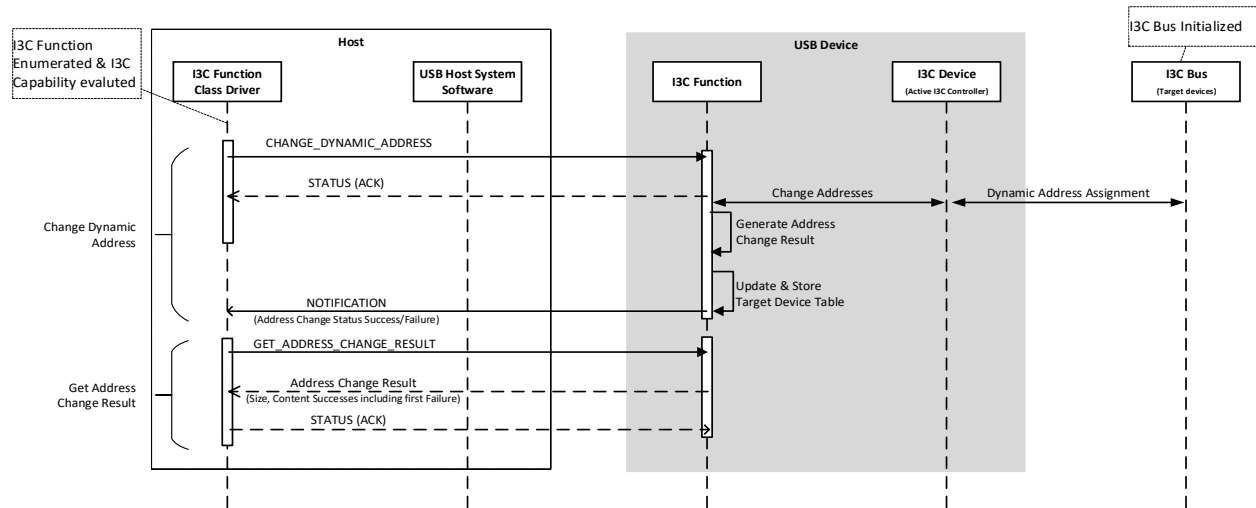 I3C Function
Enumerated & I3C
Capability evaluted
Host
USB Device
I3C Bus Initialized
I3C Function
Class Driver
USB Host System
Software
I3C Function
I3C Device
(Active I3C Controller)
I3C Bus
(Target devices)
CHANGE_DYNAMIC_ADDRESS
STATUS (ACK)
Change Addresses
Dynamic Address Assignment
Change Dynamic
Address
Generate Address
Change Result
Update & Store
Target Device Table
NOTIFICATION
(Address Change Status Success/Failure)
GET_ADDRESS_CHANGE_RESULT
Get Address
Change Result
Address Change Result
(Size, Content Successes including first Failure)
STATUS (ACK)